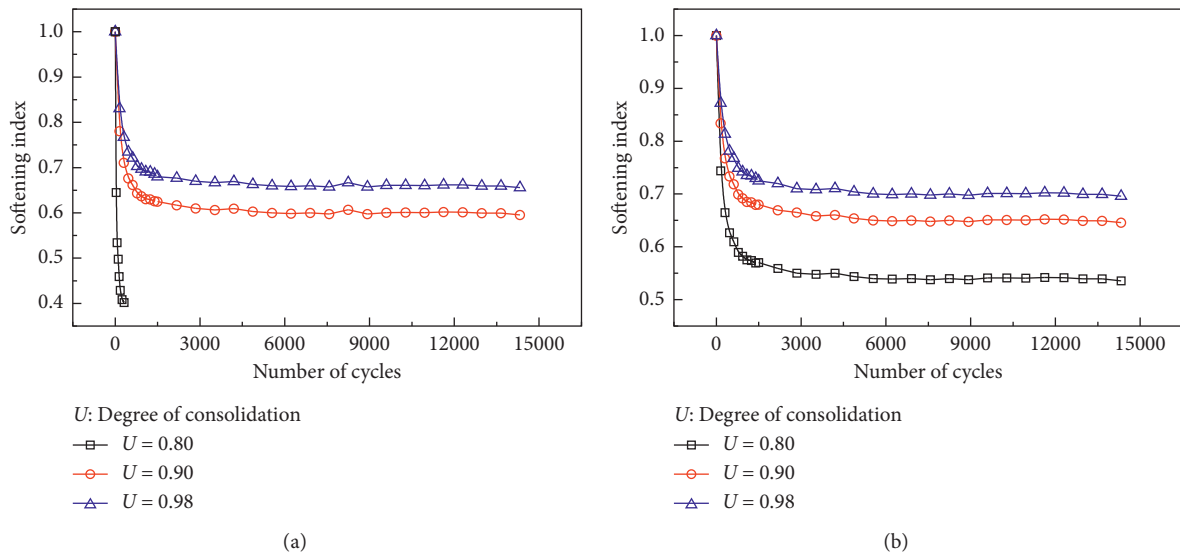 1.0
0.9
0.8
0.7
0.6
0.5
0.4
Softening index
0 3000 6000 9000 12000 15000
Number of cycles
U: Degree of consolidation
U = 0.80
U = 0.90
U = 0.98
(a)
1.0
0.9
0.8
0.7
0.6
0.5
Softening index
0 3000 6000 9000 12000 15000
Number of cycles
U: Degree of consolidation
U = 0.80
U = 0.90
U = 0.98
(b)